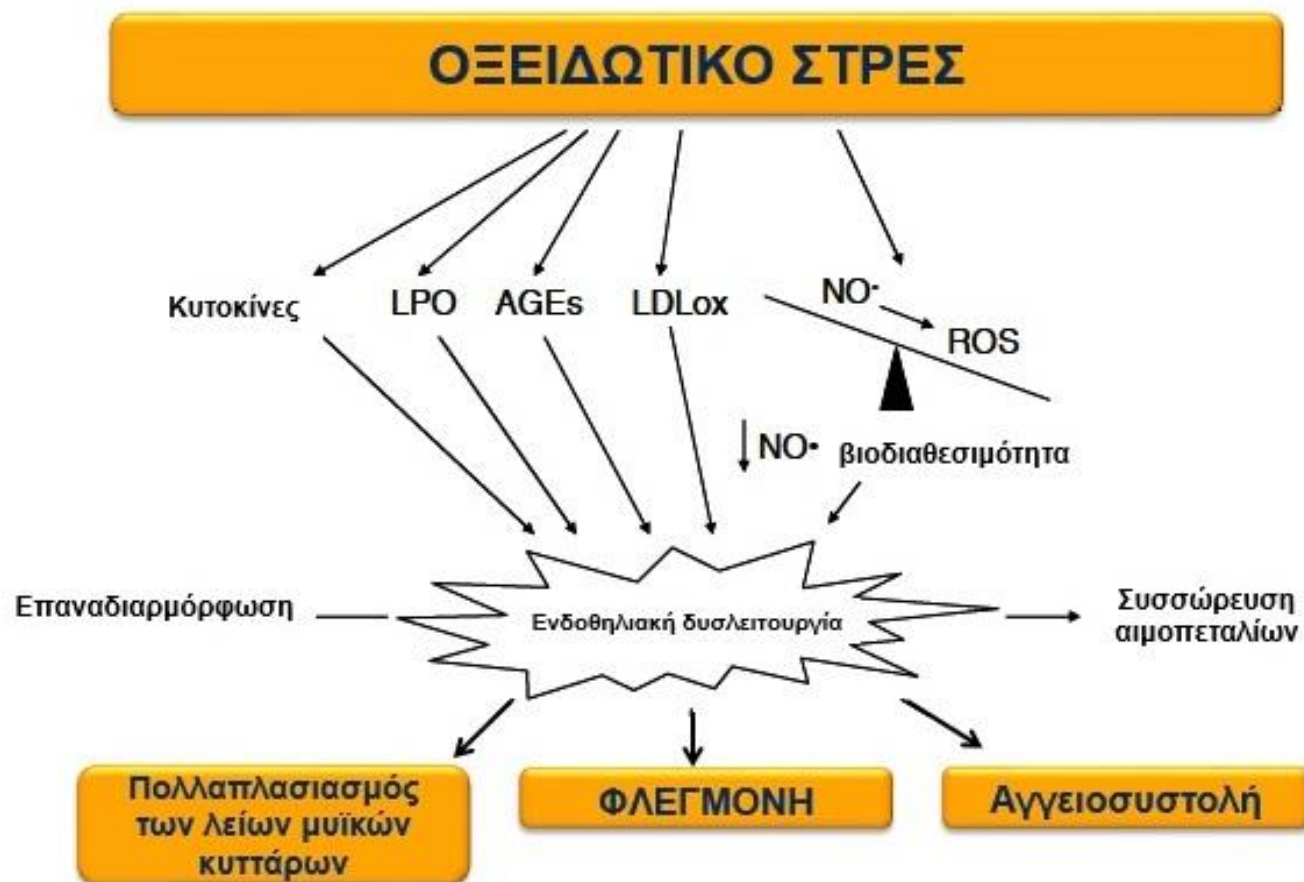 ΟΞΕΙΔΩΤΙΚΟ ΣΤΡΕΣ
Κυτοκίνες
LPO
AGEs
LDLox
NO•
ROS
NO• βιοδιαθεσιμότητα
Επαναδιαρμόρφωση
Ενδοθηλιακή δυσλειτουργία
Συσσώρευση
αιμοπεταλίων
Πολλαπλασιασμός
των λείων μυϊκών
κυττάρων
ΦΛΕΓΜΟΝΗ
Αγγειοσυστολή